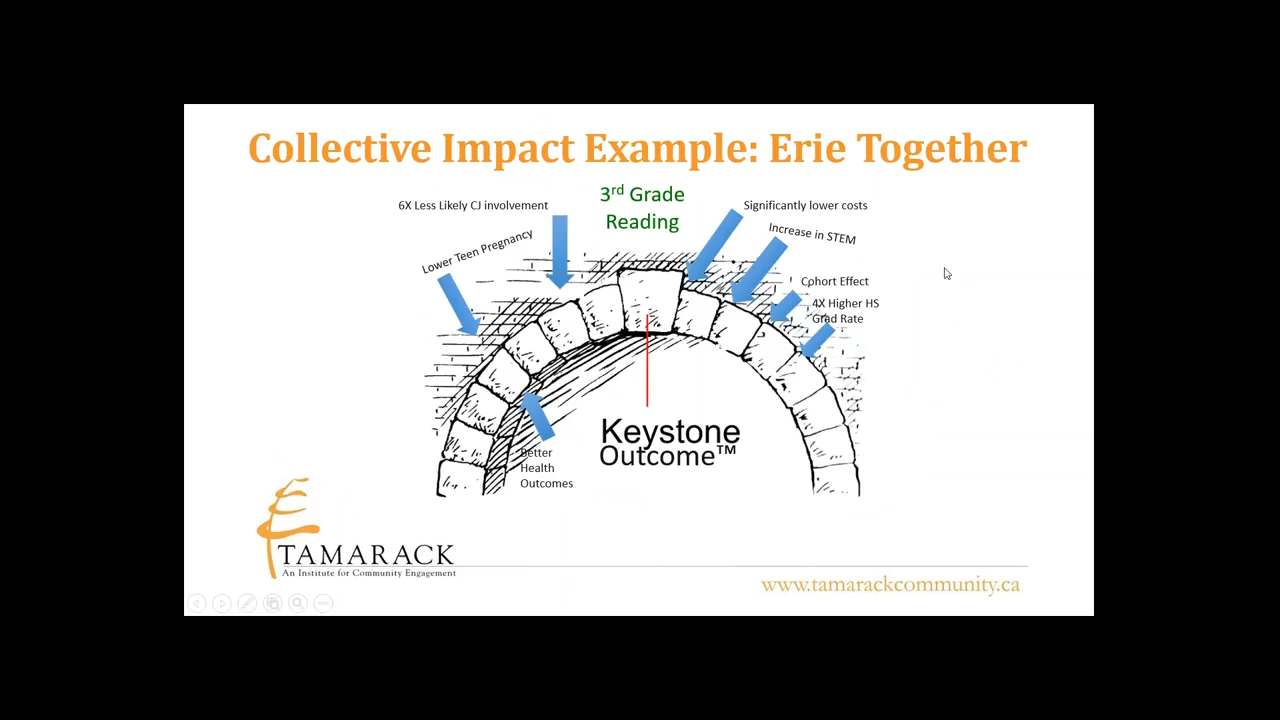 Collective Impact Example: Erie Together
3rd Grade
Reading
6X Less Likely CJ involvement
Lower Teen Pregnancy
Significantly lower costs
Increase in STEM
Cohort Effect
4X Higher HS
Grad Rate
Keystone
Outcome™
Better
Health
Outcomes
TAMARACK
An Institute for Community Engagement
www.tamarackcommunity.ca